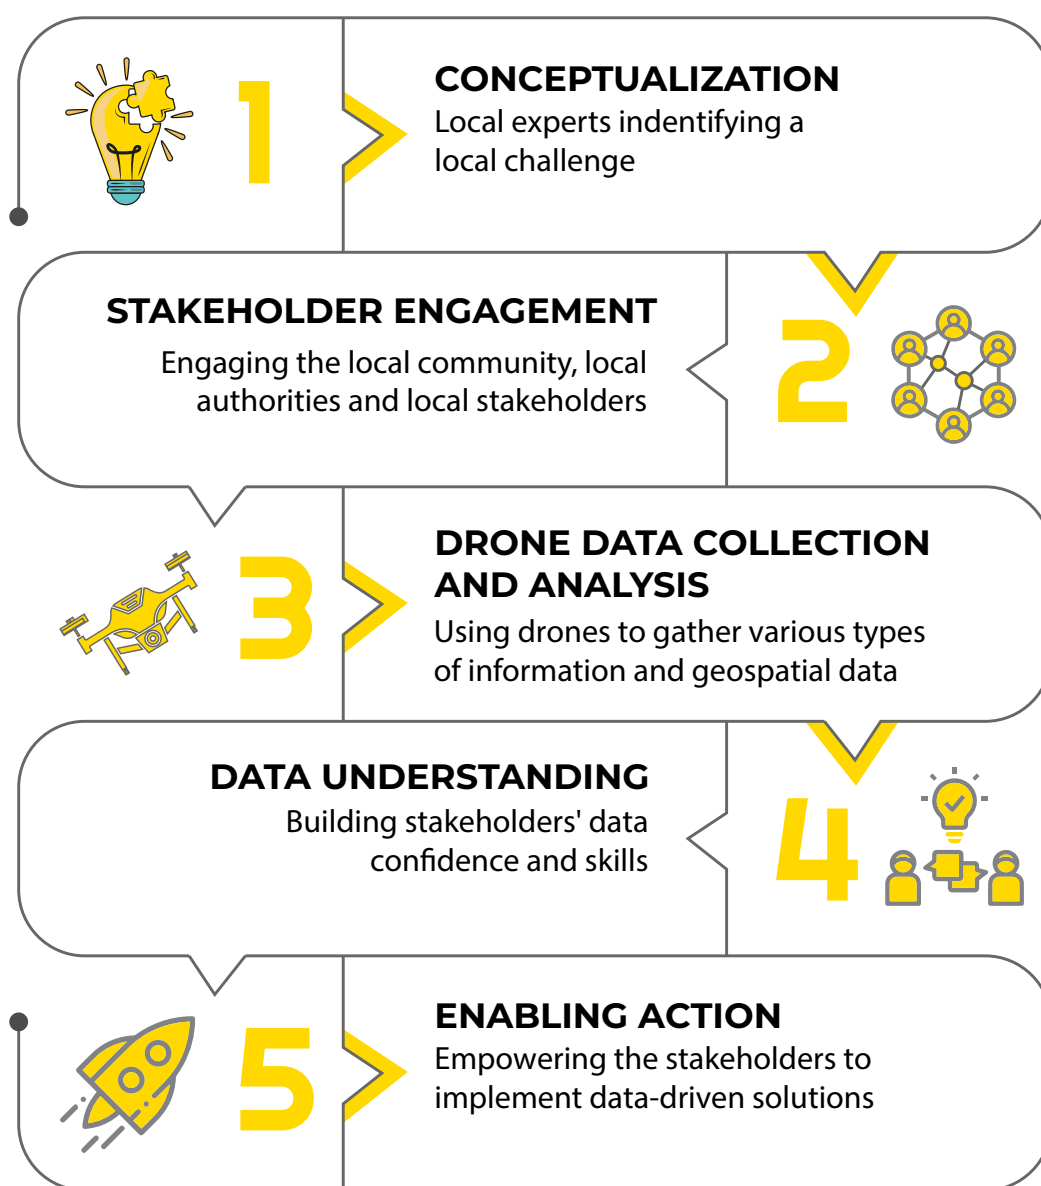 1
CONCEPTUALIZATION
Local experts indentifying a
local challenge
STAKEHOLDER ENGAGEMENT
Engaging the local community, local
authorities and local stakeholders
2
3
DRONE DATA COLLECTION
AND ANALYSIS
Using drones to gather various types
of information and geospatial data
DATA UNDERSTANDING
Building stakeholders' data
confidence and skills
4
5
ENABLING ACTION
Empowering the stakeholders to
implement data-driven solutions